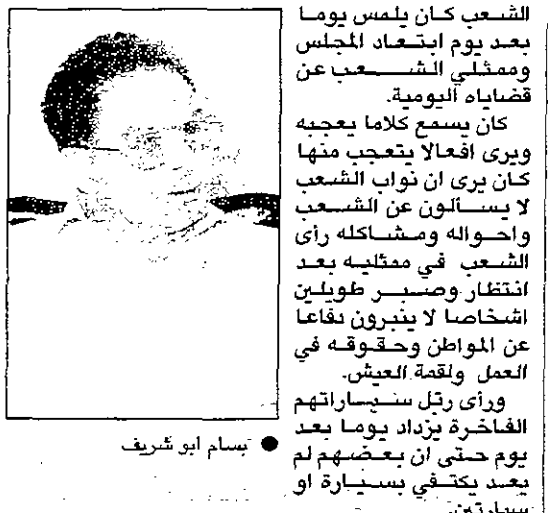 الشعب كان يلمس يوما
بعد يوم ابتعاد المجلس
وممثلي الشعب عن
قضاياه اليومية.
كان يسمع كلاما يعجبه
ويرى افعالا يتعجب منها
كان يرى ان نواب الشعب
لا يسألون عن الشعب
واحواله ومشاكله رأى
الشعب في ممثليه بعد
انتظار وصبر طويلين
اشخاصا لا ينبرون دفاعا
عن المواطن وحقوقه في
العمل ولقمة العيش.
ورأى رتل سياراتهم
الفاخرة يزداد يوما بعد
يوم حتى ان بعضهم لم
يعد يكتفي بسيارة او
سيارتين.
● بسام ابو شريف